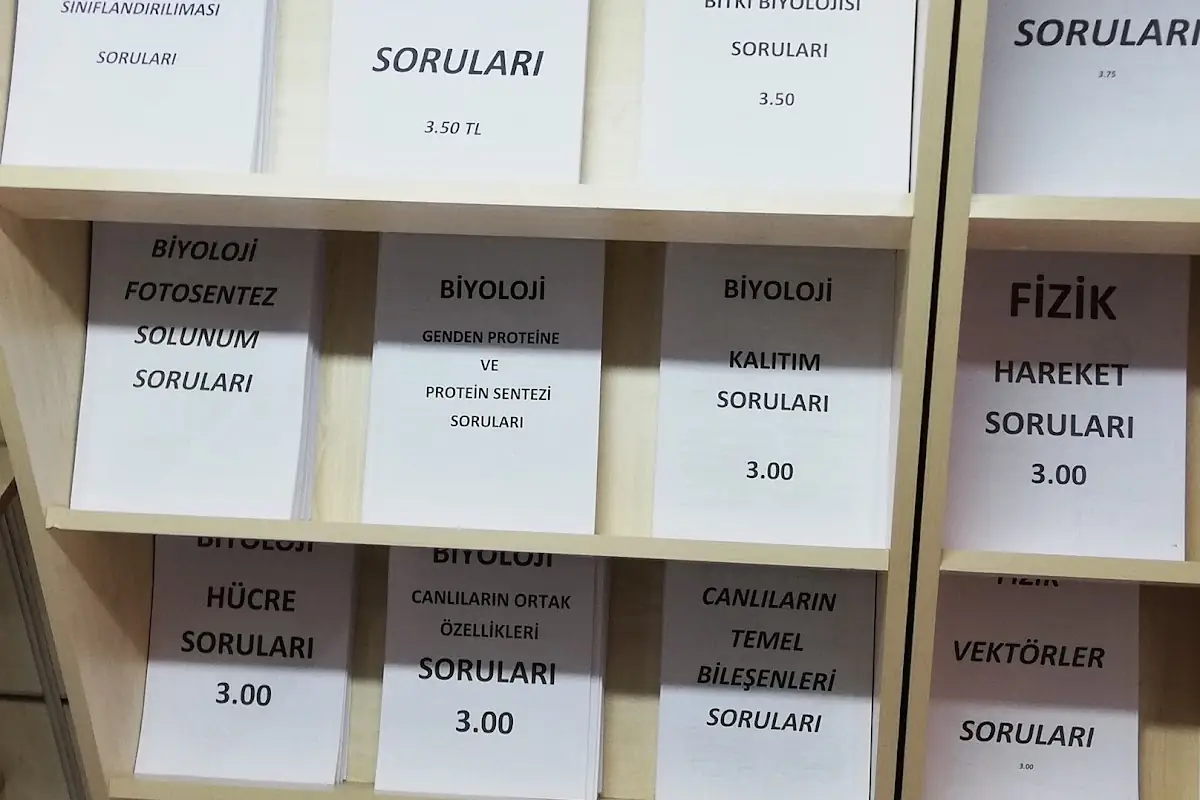 SINIFLANDIRILIMASI
SORULARI
SORULARI
3.50 TL
BİTKİ BİYOLOJİSİ
SORULARI
3.50
SORULARI
3.75
BİYOLOJİ
FOTOSENTEZ
SOLUNUM
SORULARI
BİYOLOJİ
GENDEN PROTEİNE
VE
PROTEİN SENTEZİ
SORULARI
BİYOLOJİ
KALITIM
SORULARI
3.00
FİZİK
HAREKET
SORULARI
3.00
BİYOLOJİ
HÜCRE
SORULARI
3.00
BİYOLOJİ
CANLILARIN ORTAK
ÖZELLİKLERİ
SORULARI
3.00
CANLILARIN
TEMEL
BİLEŞENLERİ
SORULARI
FİZİK
VEKTÖRLER
SORULARI
3.00